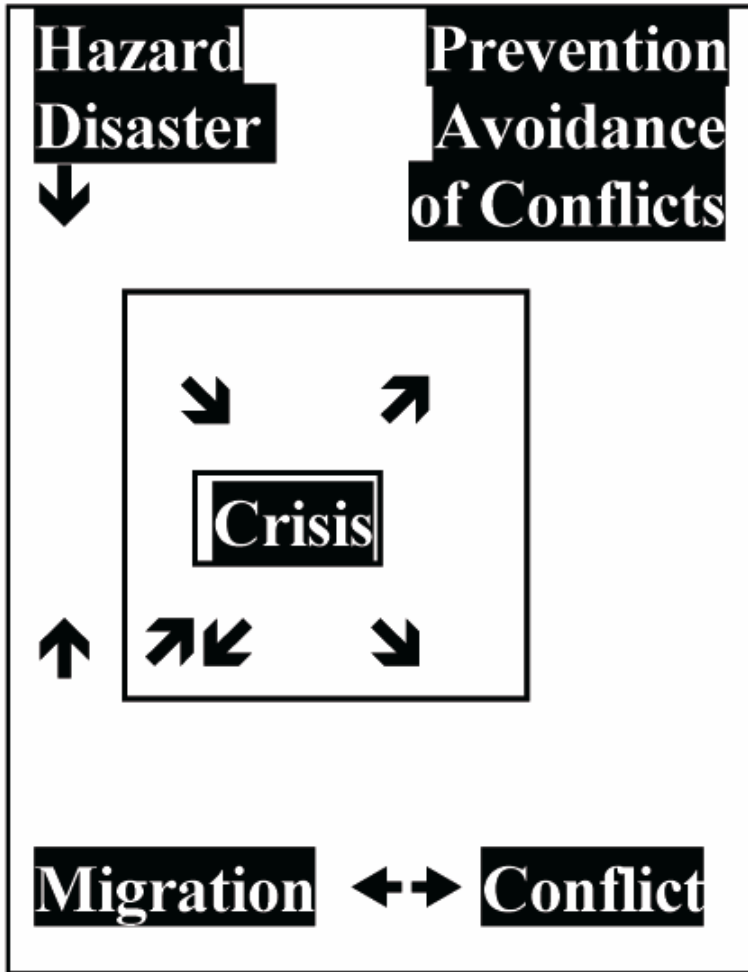 Hazard
Disaster
Prevention
Avoidance
of Conflicts
Crisis
Migration
Conflict